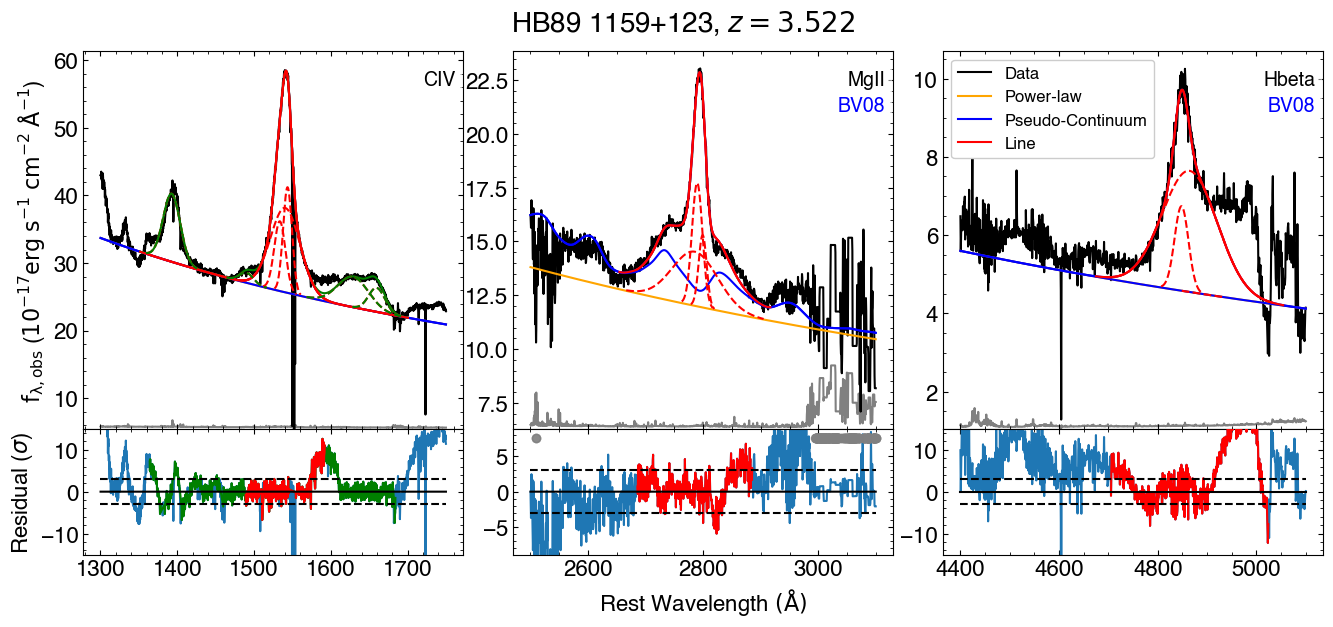 HB89 1159+123, z = 3.522
f_λ,obs (10^−17 erg s^−1 cm^−2 Å^−1)
60
50
40
30
20
10
CIV
22.5
20.0
17.5
15.0
12.5
10.0
7.5
MgII
BV08
10
8
6
4
2
Data
Power-law
Pseudo-Continuum
Line
Hbeta
BV08
Residual (σ)
10
0
−10
1300 1400 1500 1600 1700
5
0
−5
2600 2800 3000
10
0
−10
4400 4600 4800 5000
Rest Wavelength (Å)